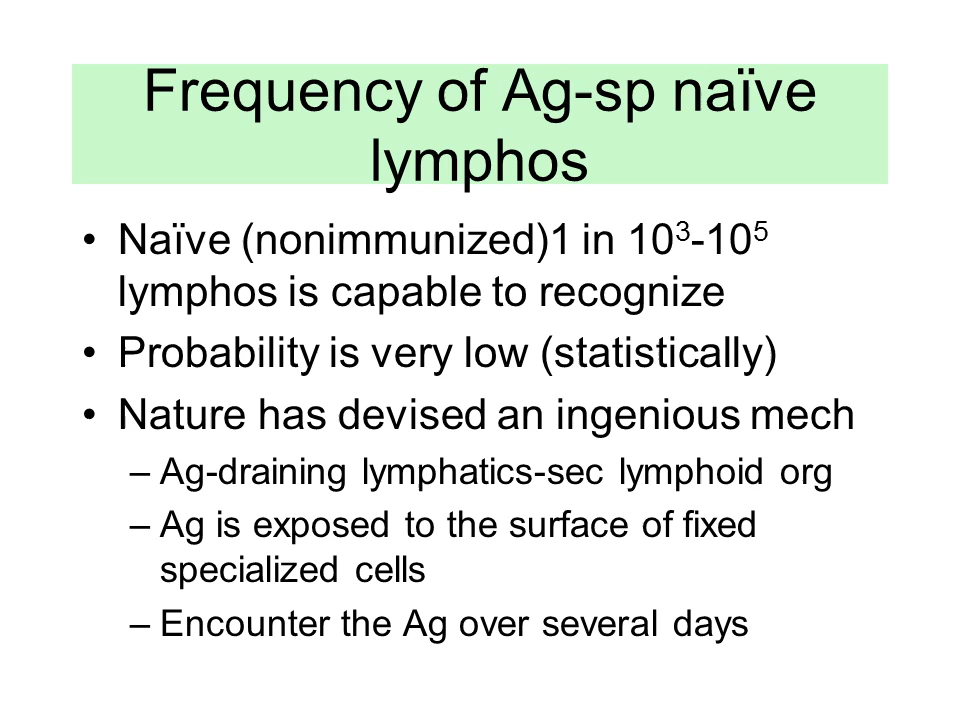 Frequency of Ag-sp naïve
lymphos
• Naïve (nonimmunized)1 in 10³-10⁵
lymphos is capable to recognize
• Probability is very low (statistically)
• Nature has devised an ingenious mech
–Ag-draining lymphatics-sec lymphoid org
–Ag is exposed to the surface of fixed
specialized cells
–Encounter the Ag over several days